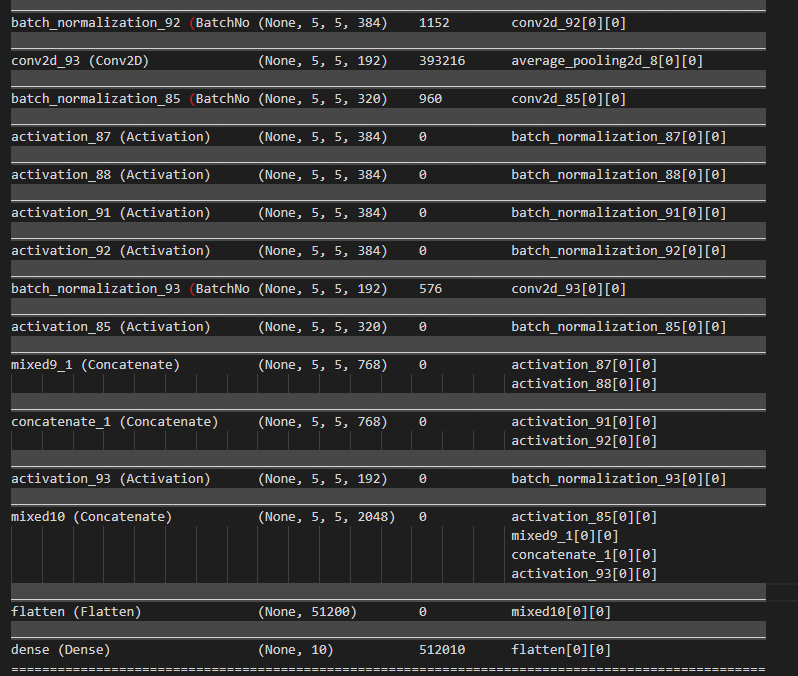 batch_normalization_92 (BatchNo (None, 5, 5, 384) 1152 conv2d_92[0][0]
conv2d_93 (Conv2D) (None, 5, 5, 192) 393216 average_pooling2d_8[0][0]
batch_normalization_85 (BatchNo (None, 5, 5, 320) 960 conv2d_85[0][0]
activation_87 (Activation) (None, 5, 5, 384) 0 batch_normalization_87[0][0]
activation_88 (Activation) (None, 5, 5, 384) 0 batch_normalization_88[0][0]
activation_91 (Activation) (None, 5, 5, 384) 0 batch_normalization_91[0][0]
activation_92 (Activation) (None, 5, 5, 384) 0 batch_normalization_92[0][0]
batch_normalization_93 (BatchNo (None, 5, 5, 192) 576 conv2d_93[0][0]
activation_85 (Activation) (None, 5, 5, 320) 0 batch_normalization_85[0][0]
mixed9_1 (Concatenate) (None, 5, 5, 768) 0 activation_87[0][0]
activation_88[0][0]
concatenate_1 (Concatenate) (None, 5, 5, 768) 0 activation_91[0][0]
activation_92[0][0]
activation_93 (Activation) (None, 5, 5, 192) 0 batch_normalization_93[0][0]
mixed10 (Concatenate) (None, 5, 5, 2048) 0 activation_85[0][0]
mixed9_1[0][0]
concatenate_1[0][0]
activation_93[0][0]
flatten (Flatten) (None, 51200) 0 mixed10[0][0]
dense (Dense) (None, 10) 512010 flatten[0][0]